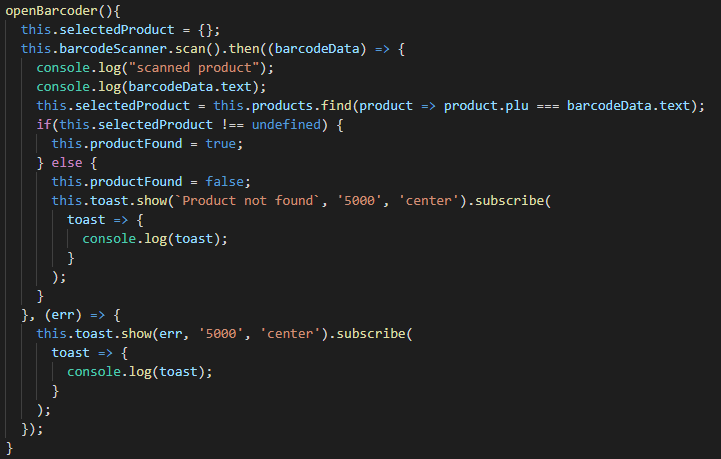 openBarcoder(){
  this.selectedProduct = {};
  this.barcodeScanner.scan().then((barcodeData) => {
    console.log("scanned product");
    console.log(barcodeData.text);
    this.selectedProduct = this.products.find(product => product.plu === barcodeData.text);
    if(this.selectedProduct !== undefined) {
      this.productFound = true;
    } else {
      this.productFound = false;
      this.toast.show(`Product not found`, '5000', 'center').subscribe(
        toast => {
          console.log(toast);
        }
      );
    }
  }, (err) => {
    this.toast.show(err, '5000', 'center').subscribe(
      toast => {
        console.log(toast);
      }
    );
  });
}